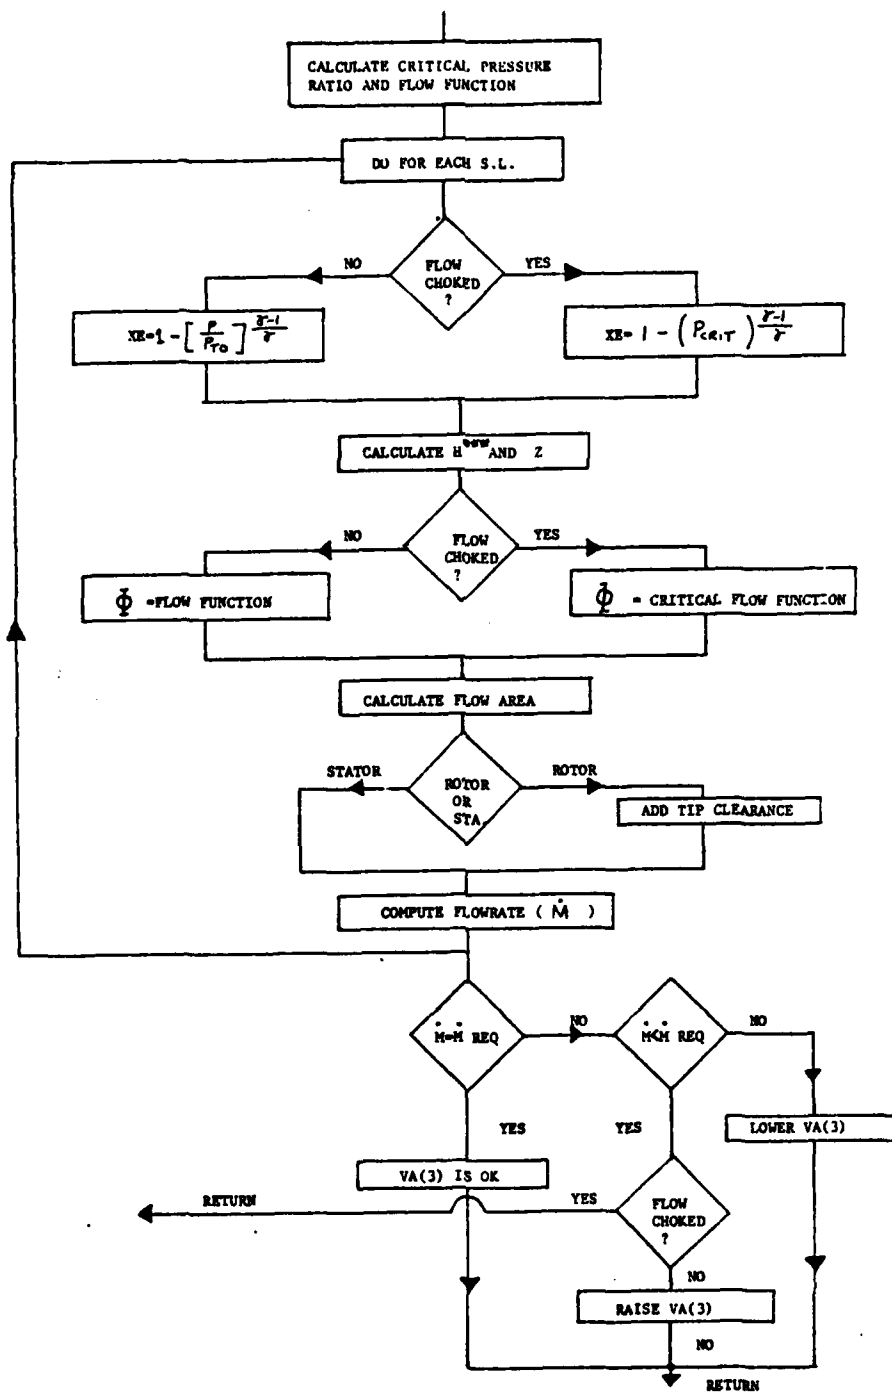 CALCULATE CRITICAL PRESSURE
RATIO AND FLOW FUNCTION
DO FOR EACH S.L.
FLOW
CHOKED
?
NO
YES
XE=1-[P/P_TO]^(γ-1)/γ
XE= 1 - (P_CRIT)^(γ-1)/γ
CALCULATE H*** AND Z
FLOW
CHOKED
?
NO
YES
Φ =FLOW FUNCTION
Φ = CRITICAL FLOW FUNCTION
CALCULATE FLOW AREA
STATOR
ROTOR
OR
STA.
ROTOR
ADD TIP CLEARANCE
COMPUTE FLOWRATE ( Ṁ )
Ṁ=Ṁ REQ
NO
Ṁ<Ṁ REQ
NO
YES
YES
LOWER VA(3)
VA(3) IS OK
RETURN
YES
FLOW
CHOKED
?
NO
RAISE VA(3)
NO
RETURN